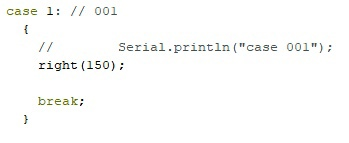 case 1: // 001
{
// Serial.println("case 001");
right(150);
break;
}